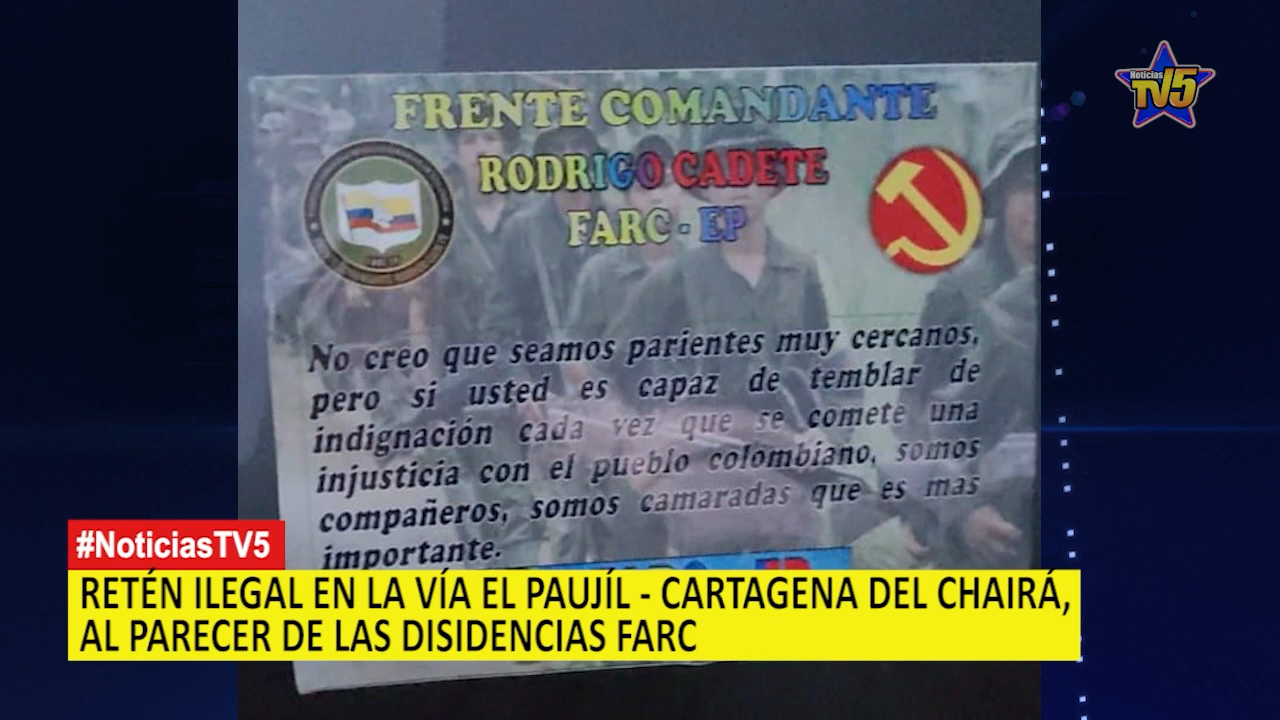 Noticias
TV5
FRENTE COMANDANTE
RODRIGO CADETE
FARC - EP
No creo que seamos parientes muy cercanos,
pero si usted es capaz de temblar de
indignación cada vez que se comete una
injusticia con el pueblo colombiano, somos
compañeros, somos camaradas que es mas
importante.
#NoticiasTV5
RETÉN ILEGAL EN LA VÍA EL PAUJÍL - CARTAGENA DEL CHAIRÁ,
AL PARECER DE LAS DISIDENCIAS FARC